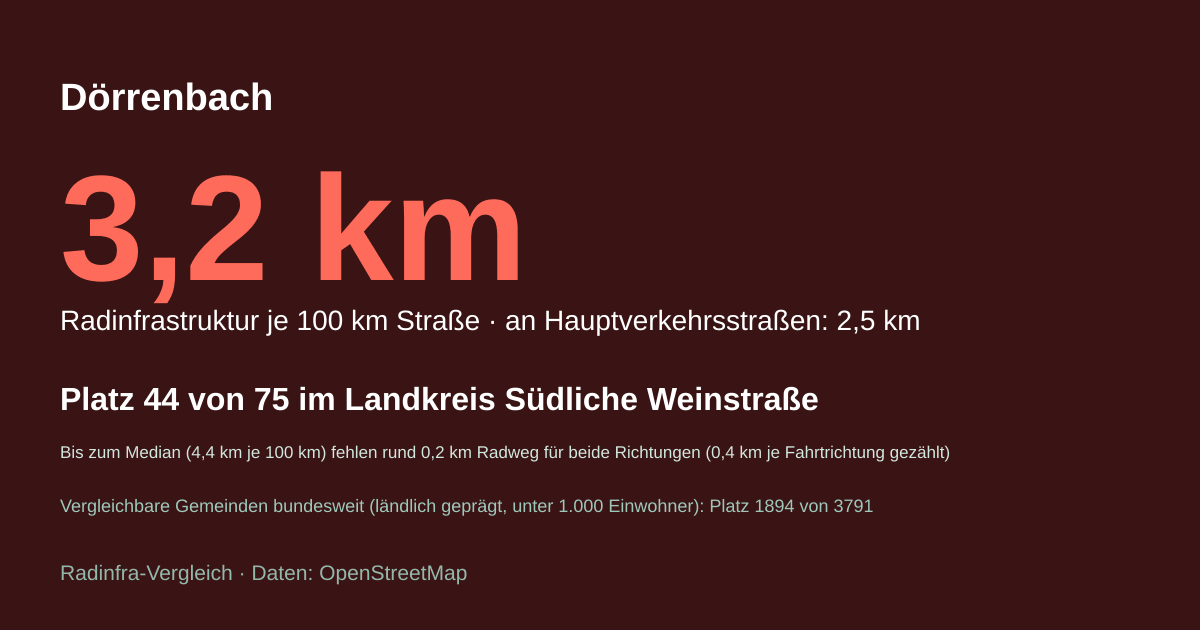 Dörrenbach
3,2 km
Radinfrastruktur je 100 km Straße · an Hauptverkehrsstraßen: 2,5 km
Platz 44 von 75 im Landkreis Südliche Weinstraße
Bis zum Median (4,4 km je 100 km) fehlen rund 0,2 km Radweg für beide Richtungen (0,4 km je Fahrtrichtung gezählt)
Vergleichbare Gemeinden bundesweit (ländlich geprägt, unter 1.000 Einwohner): Platz 1894 von 3791
Radinfra-Vergleich · Daten: OpenStreetMap